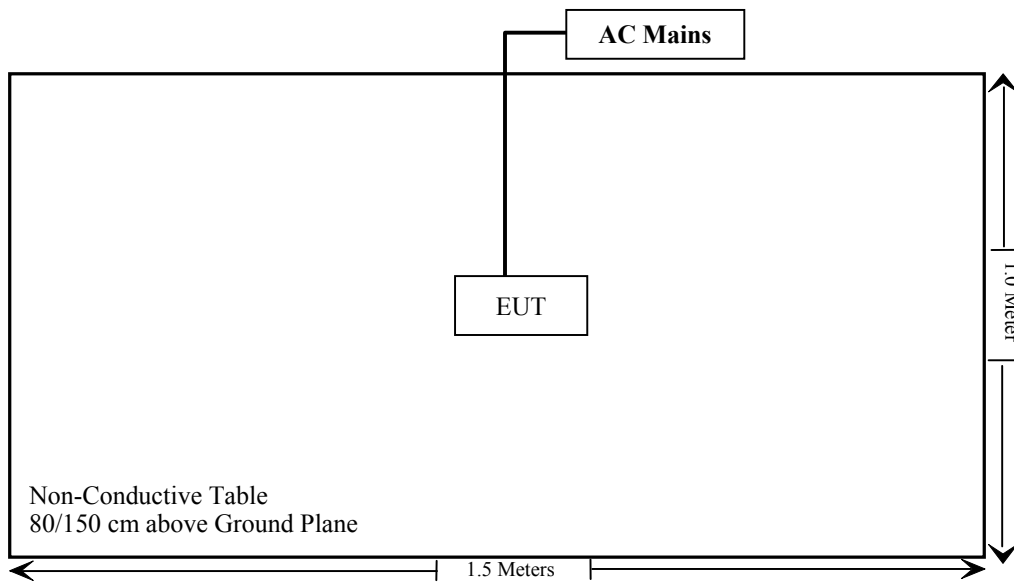 AC Mains
EUT
1.0 Meter
Non-Conductive Table
80/150 cm above Ground Plane
1.5 Meters